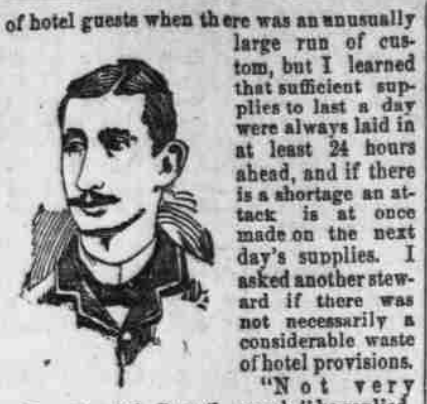 of hotel guests when there was an unusually
large run of cus-
tom, but I learned
that sufficient sup-
plies to last a day
were always laid in
at least 24 hours
ahead, and if there
is a shortage an at-
tack is at once
made on the next
day's supplies. I
asked another stew-
ard if there was
not necessarily a
considerable waste
of hotel provisions.
"Not very